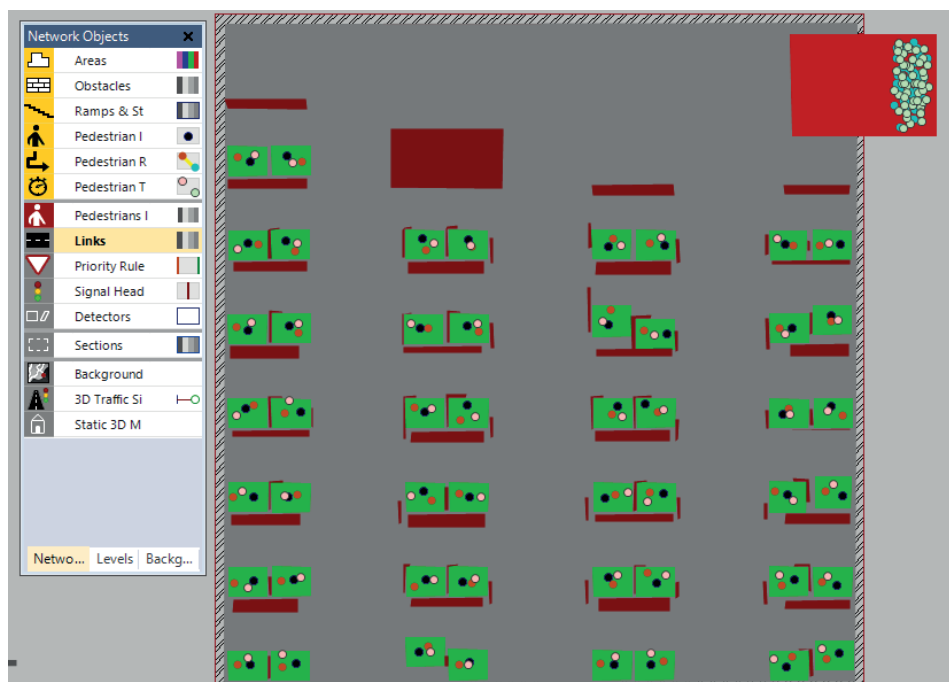 Network Objects
Areas
Obstacles
Ramps & St
Pedestrian I
Pedestrian R
Pedestrian T
Pedestrians I
Links
Priority Rule
Signal Head
Detectors
Sections
Background
3D Traffic Si
Static 3D M
Netwo... Levels Backg...